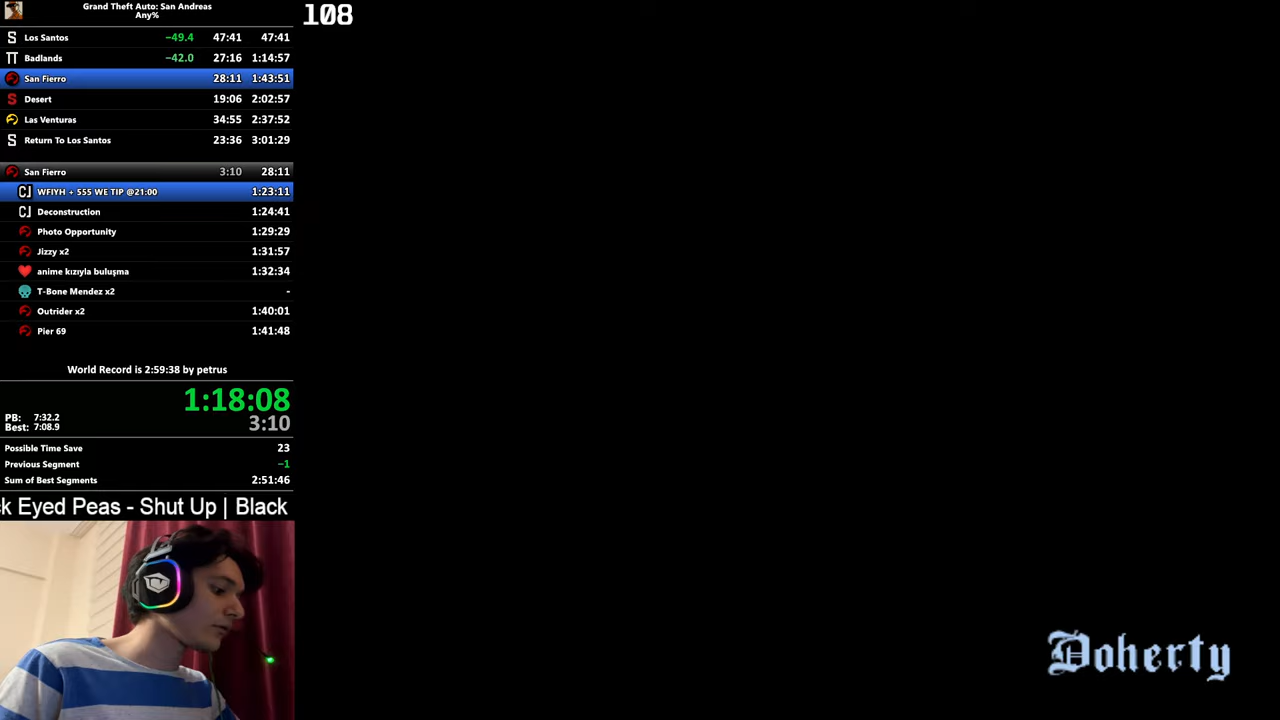 Grand Theft Auto: San Andreas
Any%
108
Los Santos −49.4 47:41 47:41
Badlands −42.0 27:16 1:14:57
San Fierro 28:11 1:43:51
Desert 19:06 2:02:57
Las Venturas 34:55 2:37:52
Return To Los Santos 23:36 3:01:29
San Fierro 3:10 28:11
WFIYH + 555 WE TIP @21:00 1:23:11
Deconstruction 1:24:41
Photo Opportunity 1:29:29
Jizzy x2 1:31:57
anime kızıyla buluşma 1:32:34
T-Bone Mendez x2 -
Outrider x2 1:40:01
Pier 69 1:41:48
World Record is 2:59:38 by petrus
1:18:08
PB: 7:32.2
3:10
Best: 7:08.9
Possible Time Save 23
Previous Segment −1
Sum of Best Segments 2:51:46
k Eyed Peas - Shut Up | Black
Doherty